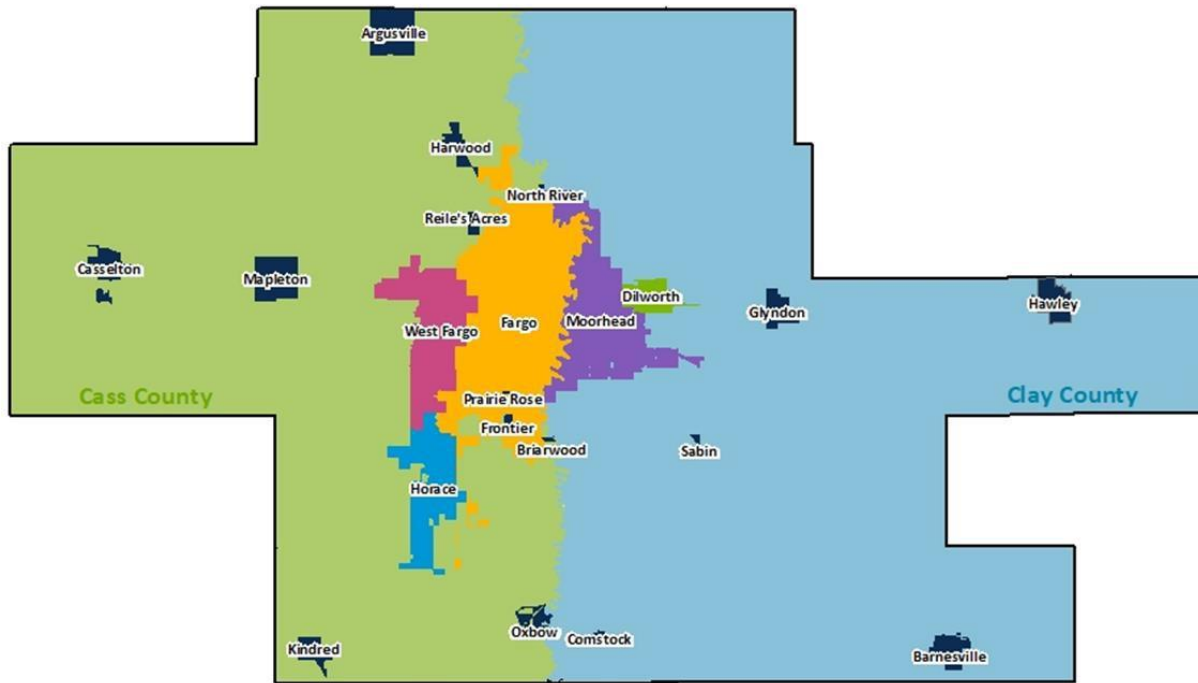 Argusville
Harwood
North River
Reile's Acres
Casselton
Mapleton
Dilworth
Hawley
Glyndon
West Fargo
Fargo
Moorhead
Cass County
Prairie Rose
Clay County
Frontier
Briarwood
Sabin
Horace
Oxbow
Comstock
Kindred
Barnesville